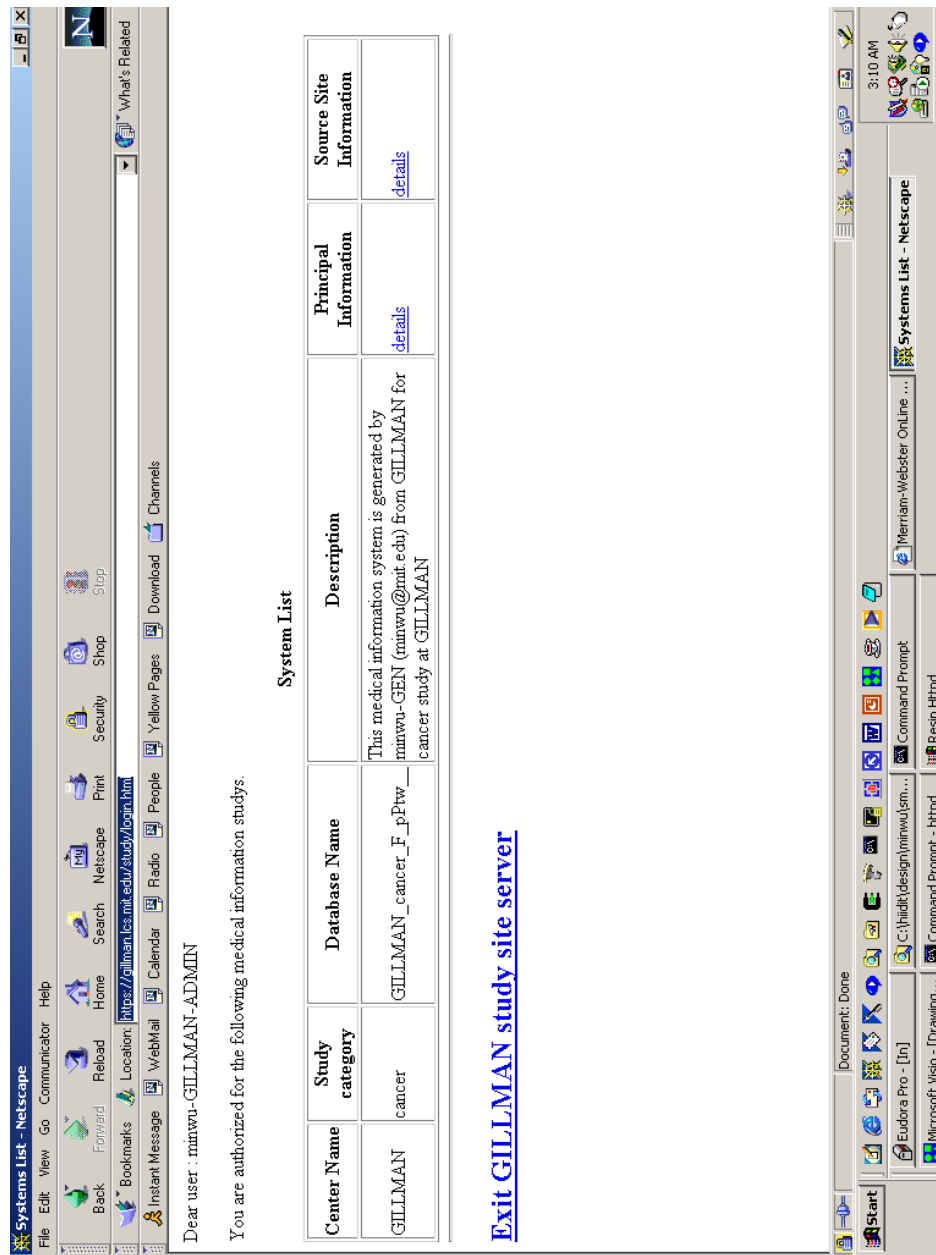 Systems List - Netscape
File Edit View Go Communicator Help
Back Forward Reload Home Search Netscape Print Security Shop Stop
Bookmarks Location: https://gillman.lcs.mit.edu/study/login.html What's Related
Instant Message WebMail Calendar Radio People Yellow Pages Download Channels
Dear user : minwu-GILLMAN-ADMIN
You are authorized for the following medical information studys.
System List
Center Name Study category Database Name Description Principal Information Source Site Information
GILLMAN cancer GILLMAN_cancer_F_pPtw_ This medical information system is generated by
minwu-GEN (minwu@mit.edu) from GILLMAN for
cancer study at GILLMAN details details
Exit GILLMAN study site server
Document: Done
Start Eudora Pro - [In] C:\hiidit\design\minwu\sm... Command Prompt Merriam-Webster OnLine ... Systems List - Netscape 3:10 AM
Microsoft Visio - [Drawing ... Command Prompt - httpd Resin Httpd